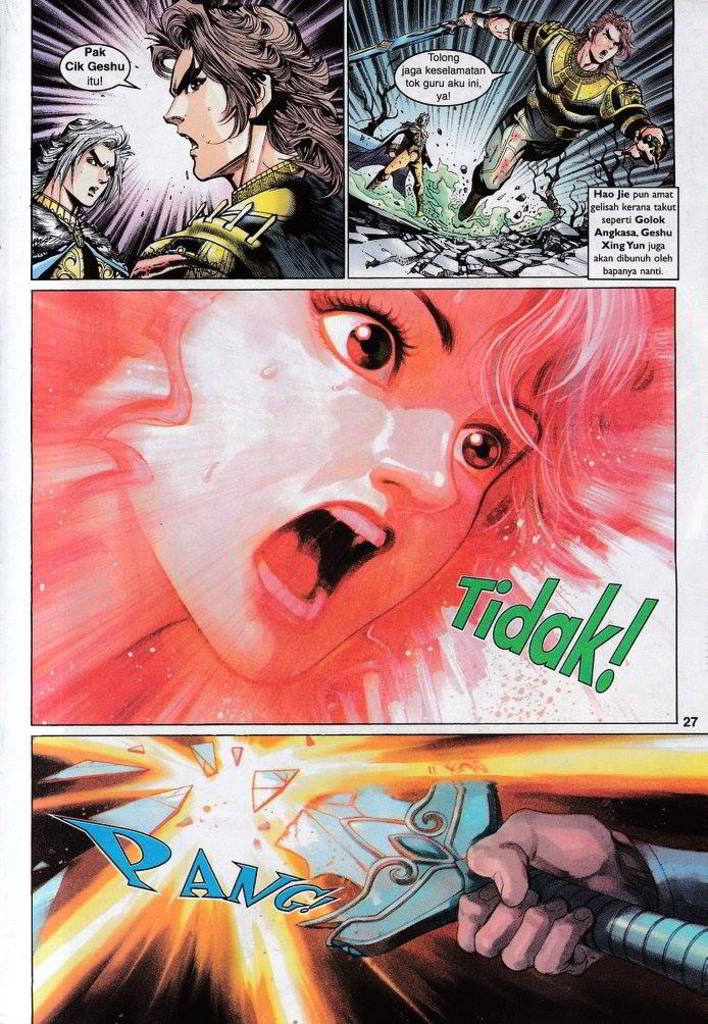 Pak
Cik Geshu
itu!
Tolong
jaga keselamatan
tok guru aku ini,
ya!
Hao Jie pun amat
gelisah kerana takut
seperti Golok
Angkasa, Geshu
Xing Yun juga
akan dibunuh oleh
bapanya nanti.
Tidak!
27
PANG!